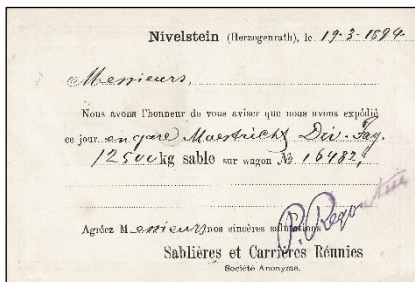 Nivelstein (Herzogenrath), le 19-3-1894.
Messieurs,
Nous avons l'honneur de vous aviser que nous avons expédié
ce jour en gare Maestricht Div.
12500 kg sable sur wagon № 16482,
Agréez Messieurs nos sincères salutations
Sablières et Carrières Réunies
Société Anonyme.